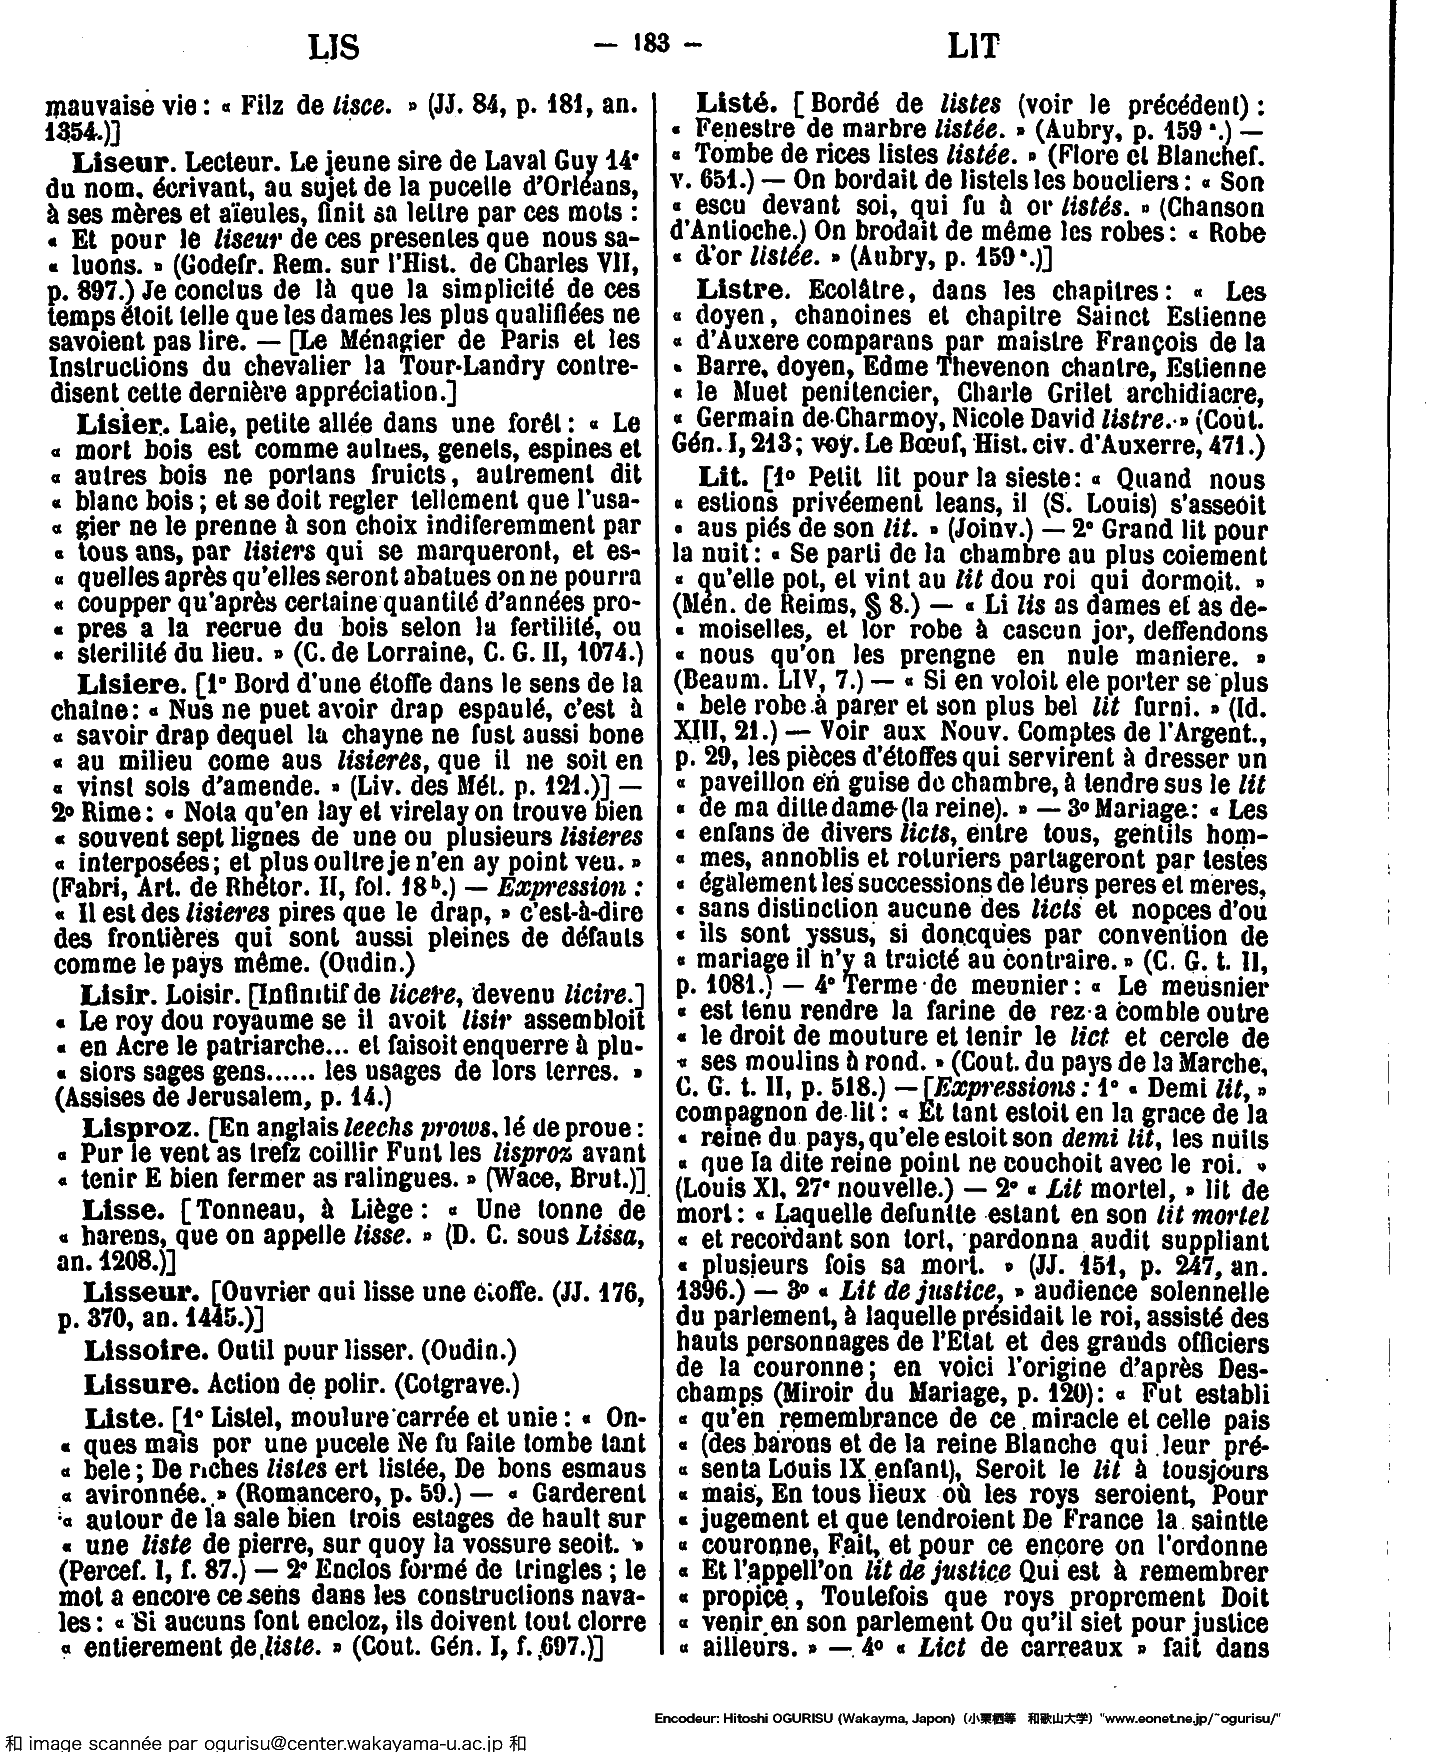 LIS
— 183 —
LIT
mauvaise vie : « Filz de lisce. » (JJ. 84, p. 181, an.
1354.)]
Liseur. Lecteur. Le jeune sire de Laval Guy 14ᵉ
du nom, écrivant, au sujet de la pucelle d'Orléans,
à ses mères et aïeules, finit sa lettre par ces mots :
« Et pour le liseur de ces presentes que nous sa-
« luons. » (Godefr. Rem. sur l'Hist. de Charles VII,
p. 897.) Je conclus de là que la simplicité de ces
temps étoit telle que les dames les plus qualifiées ne
savoient pas lire. — [Le Ménagier de Paris et les
Instructions du chevalier la Tour-Landry contre-
disent cette dernière appréciation.]
Lisier. Laie, petite allée dans une forêt : « Le
« mort bois est comme aulnes, genets, espines et
« autres bois ne portans fruicts, autrement dit
« blanc bois ; et se doit regler tellement que l'usa-
« gier ne le prenne à son choix indiferemment par
« tous ans, par lisiers qui se marqueront, et es-
« quelles après qu'elles seront abatues on ne pourra
« coupper qu'après certaine quantité d'années pro-
« pres a la recrue du bois selon la fertilité, ou
« sterilité du lieu. » (C. de Lorraine, C. G. II, 1074.)
Lisiere. [1º Bord d'une étoffe dans le sens de la
chaîne : « Nus ne puet avoir drap espaulé, c'est à
« savoir drap dequel la chayne ne fust aussi bone
« au milieu come aus lisieres, que il ne soit en
« vinst sols d'amende. » (Liv. des Mét. p. 121.)] —
2º Rime : « Nota qu'en lay et virelay on trouve bien
« souvent sept lignes de une ou plusieurs lisieres
« interposées ; et plus oultre je n'en ay point veu. »
(Fabri, Art. de Rhétor. II, fol. 18ᵇ.) — Expression :
« Il est des lisieres pires que le drap, » c'est-à-dire
des frontières qui sont aussi pleines de défauts
comme le pays même. (Oudin.)
Lisir. Loisir. [Infinitif de licere, devenu licire.]
« Le roy dou royaume se il avoit lisir assembloit
« en Acre le patriarche... et faisoit enquerre à plu-
« siors sages gens...... les usages de lors terres. »
(Assises de Jerusalem, p. 14.)
Lisproz. [En anglais leechs prows, lé de proue :
« Pur le vent as trefz coillir Funt les lisproz avant
« tenir E bien fermer as ralingues. » (Wace, Brut.)]
Lisse. [Tonneau, à Liège : « Une tonne de
« harens, que on appelle lisse. » (D. C. sous Lissa,
an. 1208.)]
Lisseur. [Ouvrier qui lisse une étoffe. (JJ. 176,
p. 370, an. 1445.)]
Lissoire. Outil pour lisser. (Oudin.)
Lissure. Action de polir. (Cotgrave.)
Liste. [1º Listel, moulure carrée et unie : « On-
« ques mais por une pucele Ne fu faite tombe tant
« bele ; De riches listes ert listée, De bons esmaus
« avironnée. » (Romancero, p. 59.) — « Garderent
« autour de la sale bien trois estages de hault sur
« une liste de pierre, sur quoy la vossure seoit. »
(Percef. I, f. 87.) — 2º Enclos formé de tringles ; le
mot a encore ce sens dans les constructions nava-
les : « Si aucuns font encloz, ils doivent tout clorre
« entierement de liste. » (Cout. Gén. I, f. 697.)]
Listé. [Bordé de listes (voir le précédent) :
« Fenestre de marbre listée. » (Aubry, p. 159ᵃ.) —
« Tombe de rices listes listée. » (Flore et Blanchef.
v. 651.) — On bordait de listels les boucliers : « Son
« escu devant soi, qui fu à or listés. » (Chanson
d'Antioche.) On brodait de même les robes : « Robe
« d'or listée. » (Aubry, p. 159ᵃ.)]
Listre. Ecolâtre, dans les chapitres : « Les
« doyen, chanoines et chapitre Sainct Estienne
« d'Auxere comparans par maistre François de la
« Barre, doyen, Edme Thevenon chantre, Estienne
« le Muet penitencier, Charle Grilet archidiacre,
« Germain de Charmoy, Nicole David listre. » (Cout.
Gén. I, 213 ; voy. Le Bœuf, Hist. civ. d'Auxerre, 471.)
Lit. [1º Petit lit pour la sieste : « Quand nous
« estions privéement leans, il (S. Louis) s'asseoit
« aus piés de son lit. » (Joinv.) — 2º Grand lit pour
la nuit : « Se parti de la chambre au plus coiement
« qu'elle pot, et vint au lit dou roi qui dormoit. »
(Mén. de Reims, § 8.) — « Li lis as dames et as de-
« moiselles, et lor robe à cascun jor, deffendons
« nous qu'on les prengne en nule maniere. »
(Beaum. LIV, 7.) — « Si en voloit ele porter se plus
« bele robe à parer et son plus bel lit furni. » (Id.
XIII, 21.) — Voir aux Nouv. Comptes de l'Argent.,
p. 29, les pièces d'étoffes qui servirent à dresser un
« paveillon en guise de chambre, à tendre sus le lit
« de ma ditte dame (la reine). » — 3º Mariage : « Les
« enfans de divers licts, entre tous, gentils hom-
« mes, annoblis et roturiers partageront par testes
« également les successions de leurs peres et meres,
« sans distinction aucune des licts et nopces d'ou
« ils sont yssus, si doncques par convention de
« mariage il n'y a traicté au contraire. » (C. G. t. II,
p. 1081.) — 4º Terme de meunier : « Le meusnier
« est tenu rendre la farine de rez a comble outre
« le droit de mouture et tenir le lict et cercle de
« ses moulins à rond. » (Cout. du pays de la Marche,
C. G. t. II, p. 518.) — [Expressions : 1º « Demi lit, »
compagnon de lit : « Et tant estoit en la grace de la
« reine du pays, qu'ele estoit son demi lit, les nuits
« que la dite reine point ne couchoit avec le roi. »
(Louis XI, 27ᵉ nouvelle.) — 2º « Lit mortel, » lit de
mort : « Laquelle defuntte estant en son lit mortel
« et recordant son tort, pardonna audit suppliant
« plusieurs fois sa mort. » (JJ. 151, p. 247, an.
1396.) — 3º « Lit de justice, » audience solennelle
du parlement, à laquelle présidait le roi, assisté des
hauts personnages de l'Etat et des grands officiers
de la couronne ; en voici l'origine d'après Des-
champs (Miroir du Mariage, p. 120) : « Fut establi
« qu'en remembrance de ce miracle et celle pais
« (des barons et de la reine Blanche qui leur pré-
« senta Louis IX enfant), Seroit le lit à tousjours
« mais, En tous lieux où les roys seroient, Pour
« jugement et que tendroient De France la saintte
« couronne, Fait, et pour ce encore on l'ordonne
« Et l'appell'on lit de justice Qui est à remembrer
« propice, Toutefois que roys proprement Doit
« venir en son parlement Ou qu'il siet pour justice
« ailleurs. » — 4º « Lict de carreaux » fait dans
Encodeur: Hitoshi OGURISU (Wakayma, Japon) (小栗栖等 和歌山大学) "www.eonet.ne.jp/~ogurisu/"
和 image scannée par ogurisu@center.wakayama-u.ac.jp 和